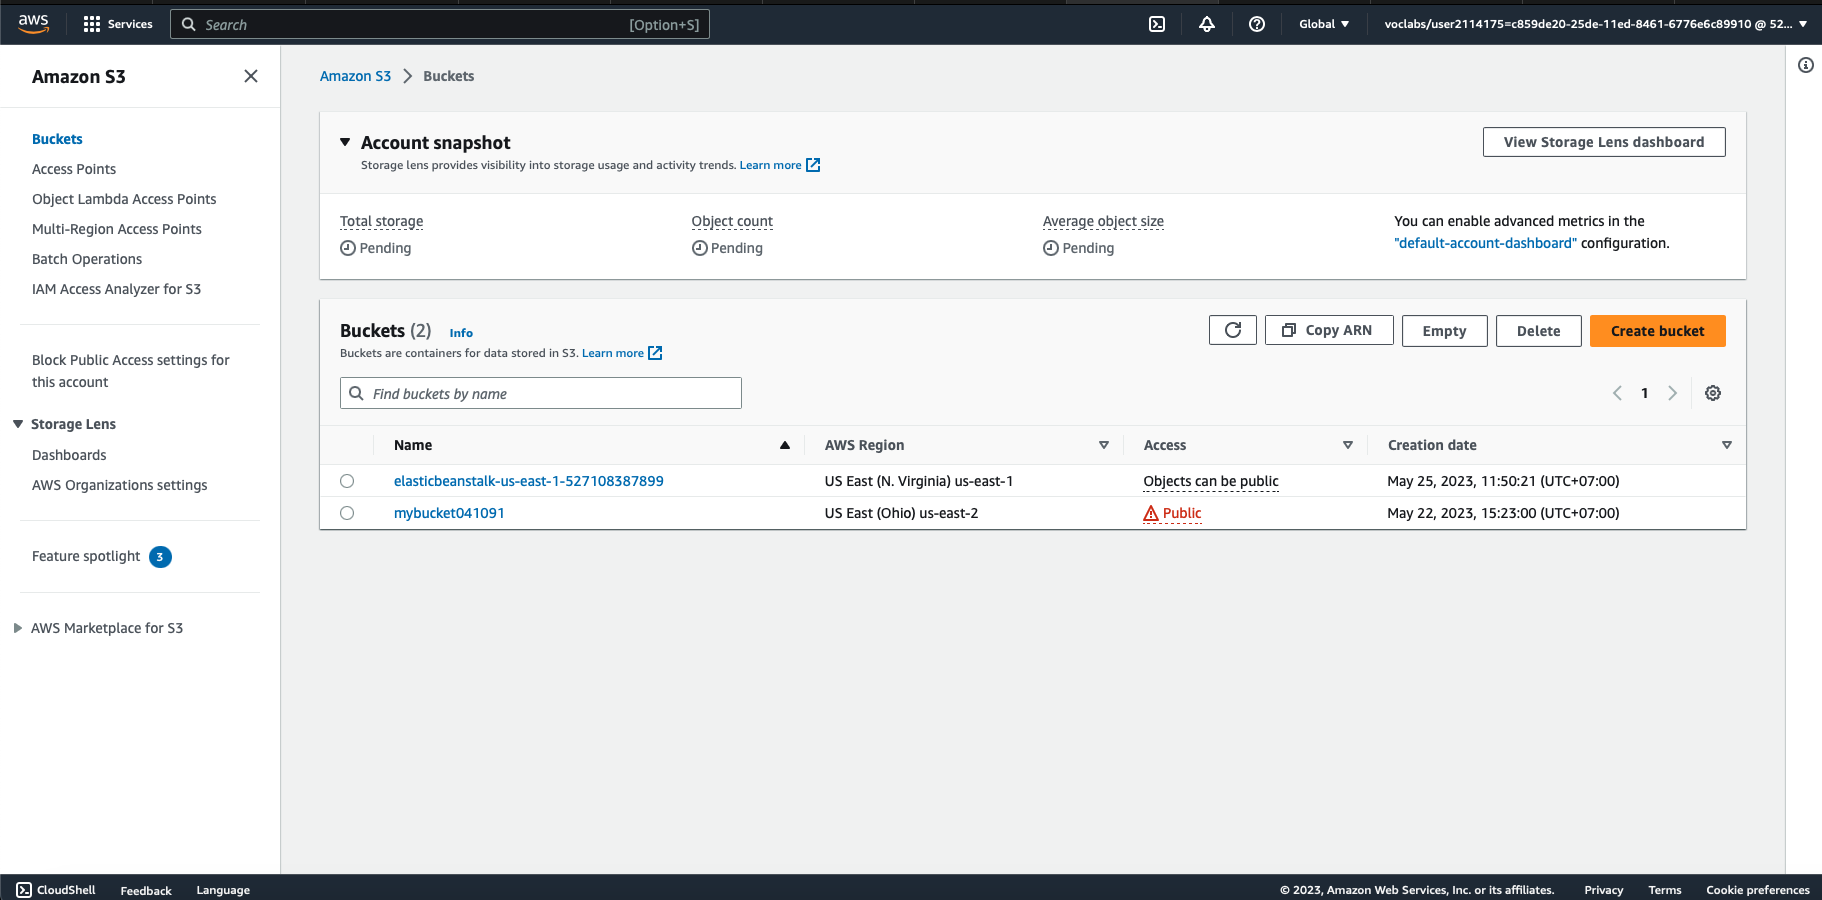 aws
Services
Search
[Option+S]
Global
voclabs/user2114175=c859de20-25de-11ed-8461-6776e6c89910 @ 52...
Amazon S3
Buckets
Access Points
Object Lambda Access Points
Multi-Region Access Points
Batch Operations
IAM Access Analyzer for S3
Block Public Access settings for
this account
Storage Lens
Dashboards
AWS Organizations settings
Feature spotlight 3
AWS Marketplace for S3
Amazon S3 Buckets
Account snapshot
Storage lens provides visibility into storage usage and activity trends. Learn more
View Storage Lens dashboard
Total storage
Pending
Object count
Pending
Average object size
Pending
You can enable advanced metrics in the
"default-account-dashboard" configuration.
Buckets (2) Info
Buckets are containers for data stored in S3. Learn more
Copy ARN
Empty
Delete
Create bucket
Find buckets by name
1
Name AWS Region Access Creation date
elasticbeanstalk-us-east-1-527108387899 US East (N. Virginia) us-east-1 Objects can be public May 25, 2023, 11:50:21 (UTC+07:00)
mybucket041091 US East (Ohio) us-east-2 Public May 22, 2023, 15:23:00 (UTC+07:00)
CloudShell Feedback Language
© 2023, Amazon Web Services, Inc. or its affiliates. Privacy Terms Cookie preferences